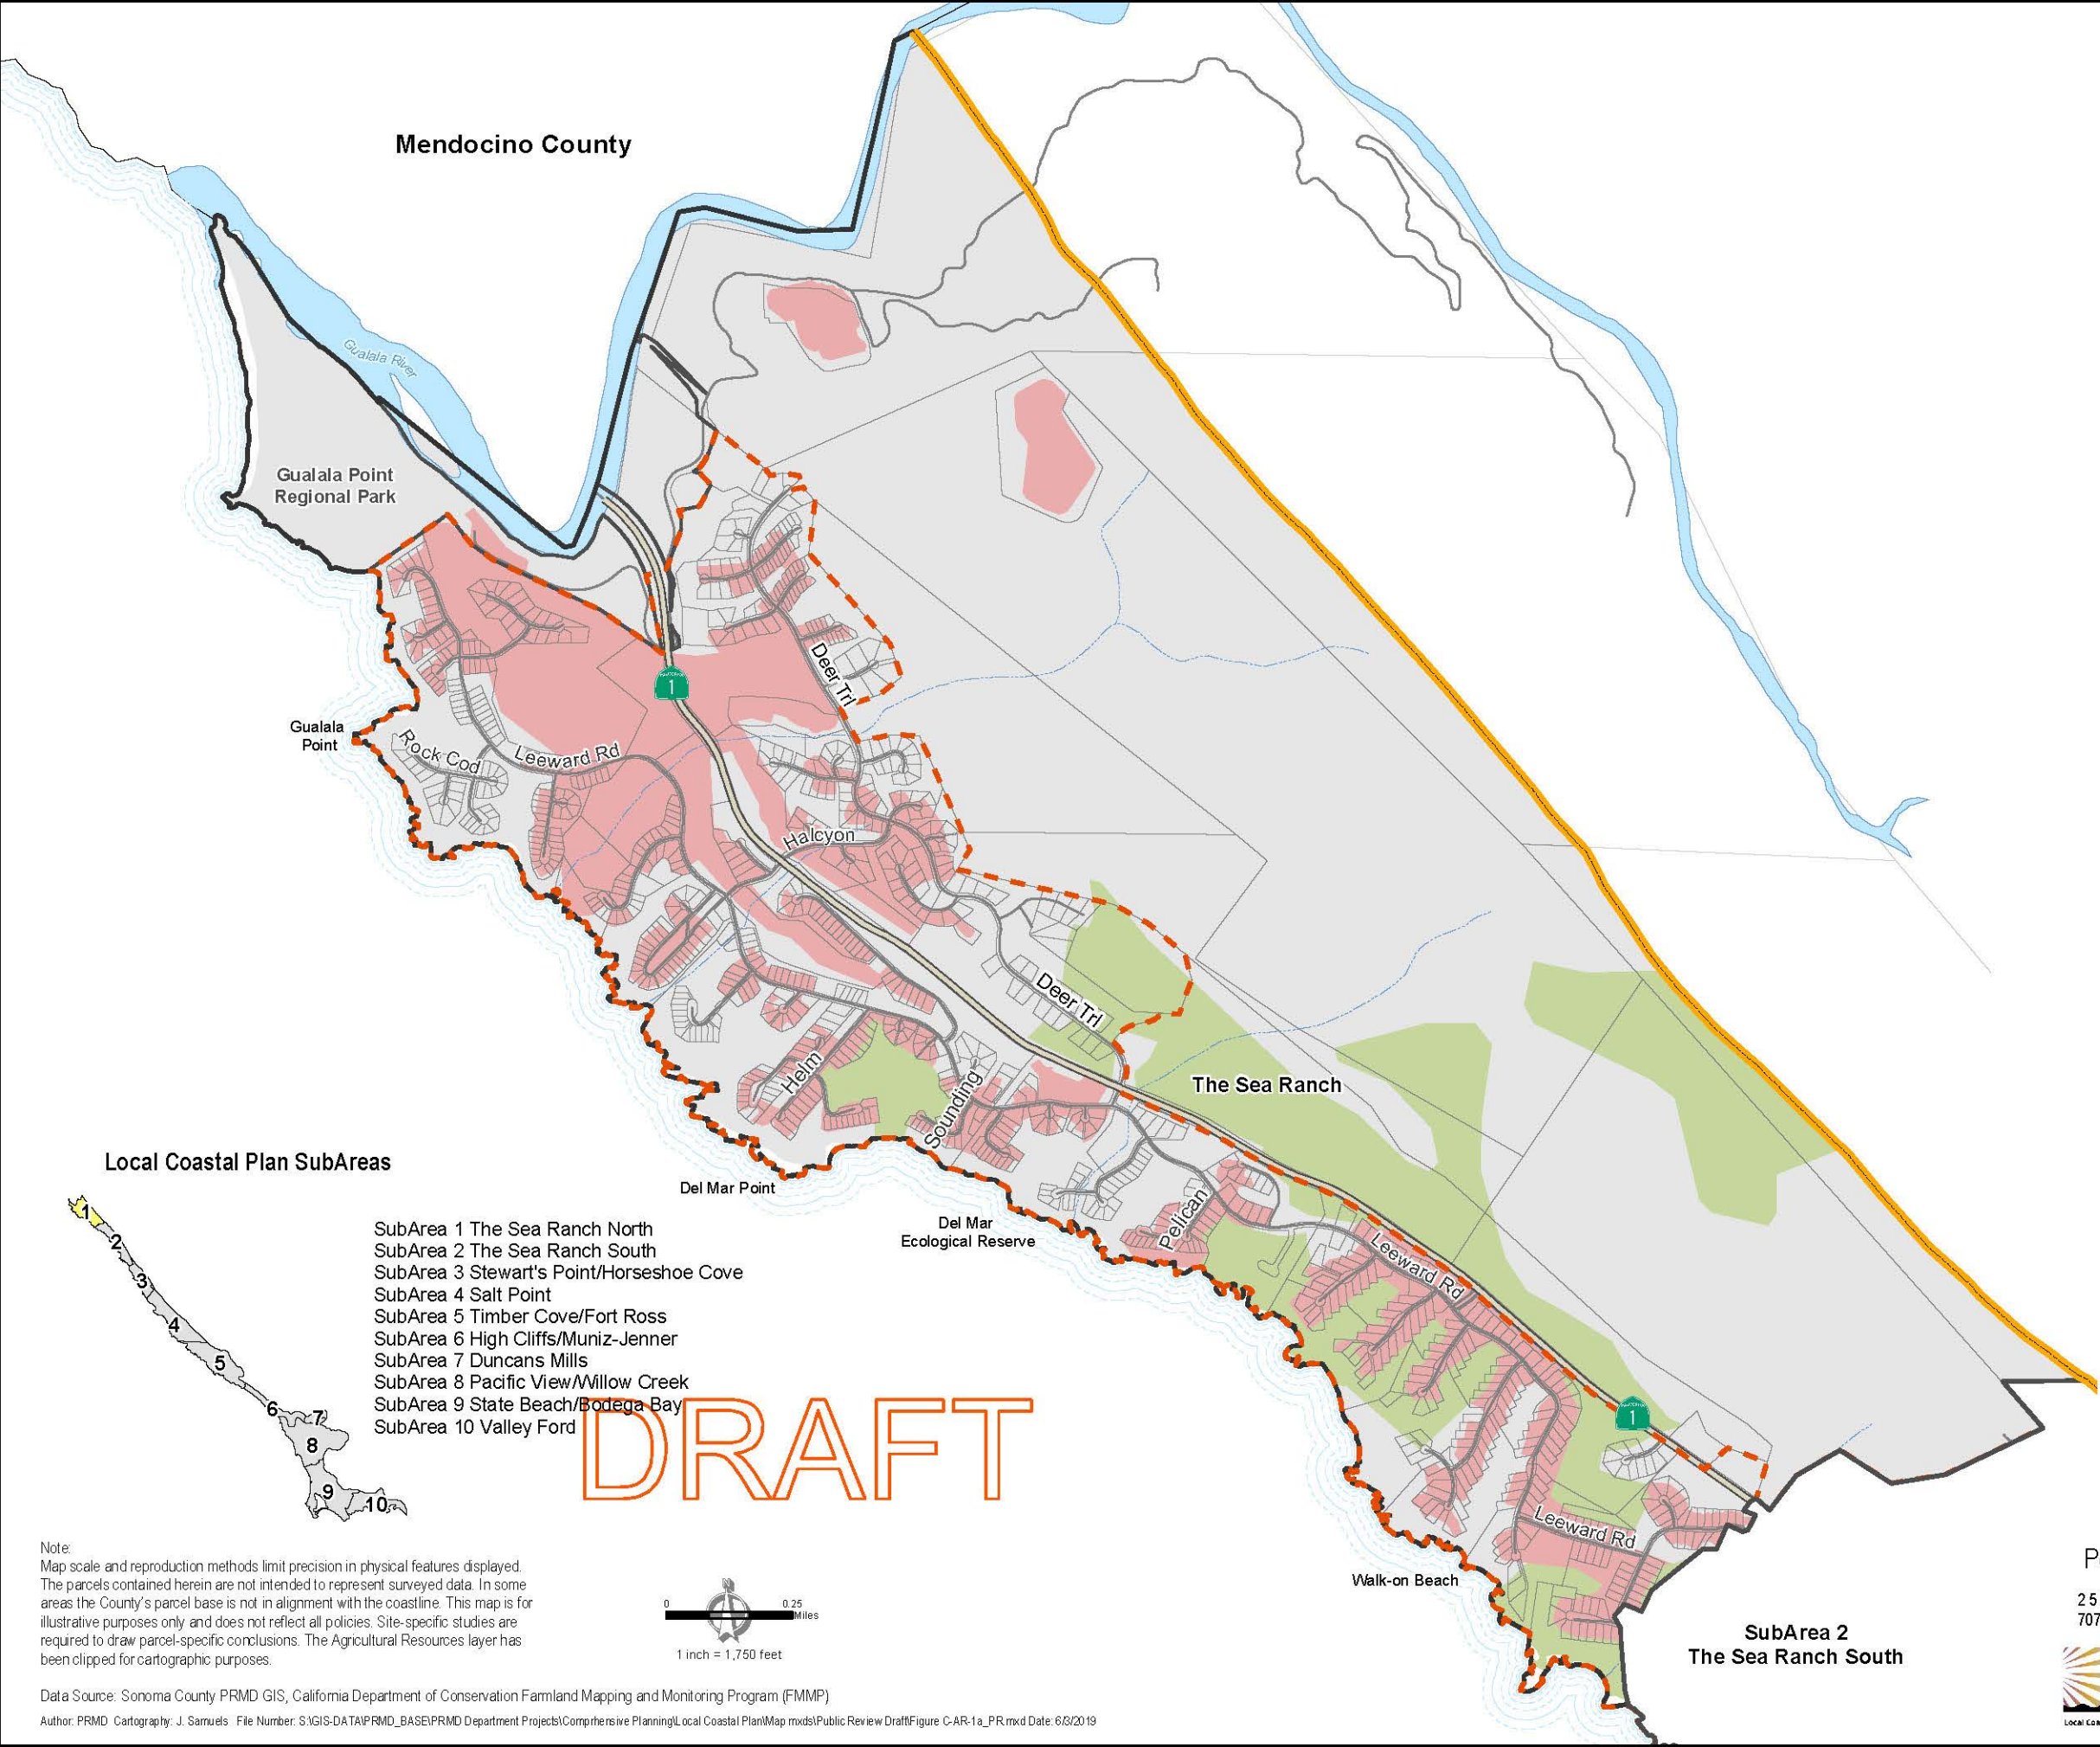 Mendocino County
Gualala River
Gualala Point
Regional Park
Deer Trl
1
Gualala
Point
Rock Cod
Leeward Rd
Halcyon
Deer Trl
Helm
Sounding
The Sea Ranch
Del Mar Point
Del Mar
Ecological Reserve
Pelican
Leeward Rd
1
Leeward Rd
Walk-on Beach
SubArea 2
The Sea Ranch South
Local Coastal Plan SubAreas
1
2
3
4
5
6
7
8
9
10
SubArea 1 The Sea Ranch North
SubArea 2 The Sea Ranch South
SubArea 3 Stewart's Point/Horseshoe Cove
SubArea 4 Salt Point
SubArea 5 Timber Cove/Fort Ross
SubArea 6 High Cliffs/Muniz-Jenner
SubArea 7 Duncans Mills
SubArea 8 Pacific View/Willow Creek
SubArea 9 State Beach/Bodega Bay
SubArea 10 Valley Ford
DRAFT
Note:
Map scale and reproduction methods limit precision in physical features displayed.
The parcels contained herein are not intended to represent surveyed data. In some
areas the County's parcel base is not in alignment with the coastline. This map is for
illustrative purposes only and does not reflect all policies. Site-specific studies are
required to draw parcel-specific conclusions. The Agricultural Resources layer has
been clipped for cartographic purposes.
0 0.25
Miles
1 inch = 1,750 feet
Data Source: Sonoma County PRMD GIS, California Department of Conservation Farmland Mapping and Monitoring Program (FMMP)
Author: PRMD Cartography: J. Samuels File Number: S:\GIS-DATA\PRMD_BASE\PRMD Department Projects\Comprhensive Planning\Local Coastal Plan\Map mxds\Public Review Draft\Figure C-AR-1a_PR.mxd Date: 6/3/2019
P
2 5
707
Local Coa